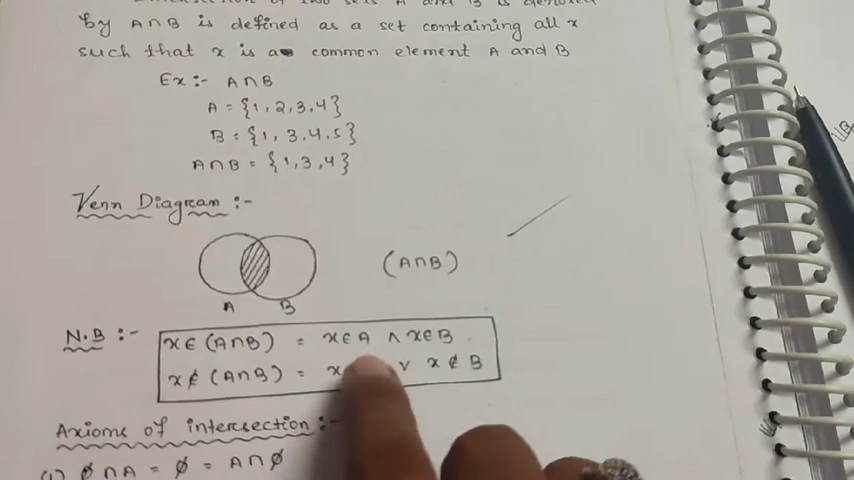 By A∩B is defined as a set containing all x
such that x is a common element A and B
Ex:- A∩B
A = {1, 2, 3, 4}
B = {1, 3, 4, 5}
A∩B = {1, 3, 4}
Venn Diagram :-
(A∩B)
A B
N.B :- x∈(A∩B) = x∈A ∧ x∈B
x∉(A∩B) = x ∨ x∉B
Axioms of intersection :-
(1) ϕ∩A = ϕ = A∩ϕ